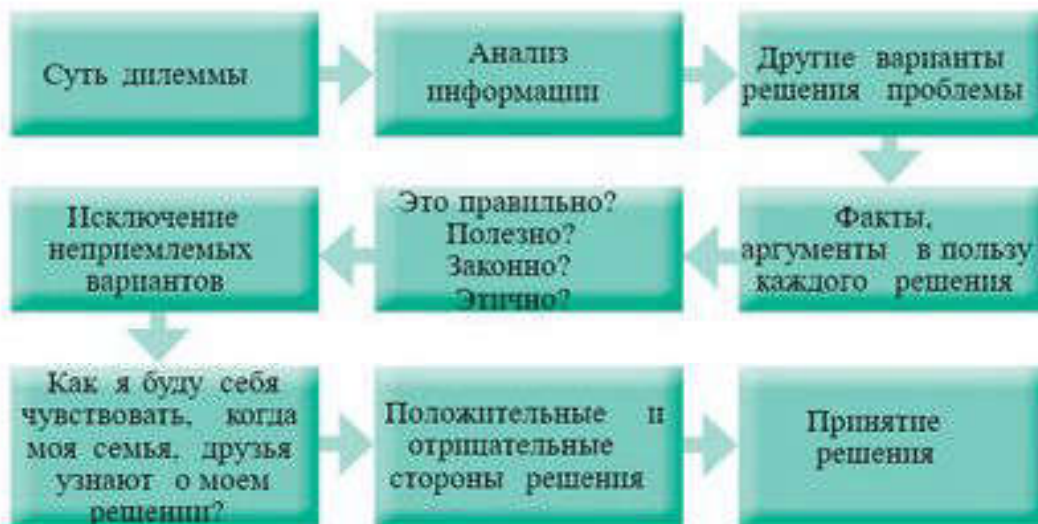 Суть дилеммы
Анализ
информации
Другие варианты
решения проблемы
Факты,
аргументы в пользу
каждого решения
Это правильно?
Полезно?
Законно?
Этично?
Исключение
неприемлемых
вариантов
Как я буду себя
чувствовать, когда
моя семья, друзья
узнают о моем
решении?
Положительные и
отрицательные
стороны решения
Принятие
решения